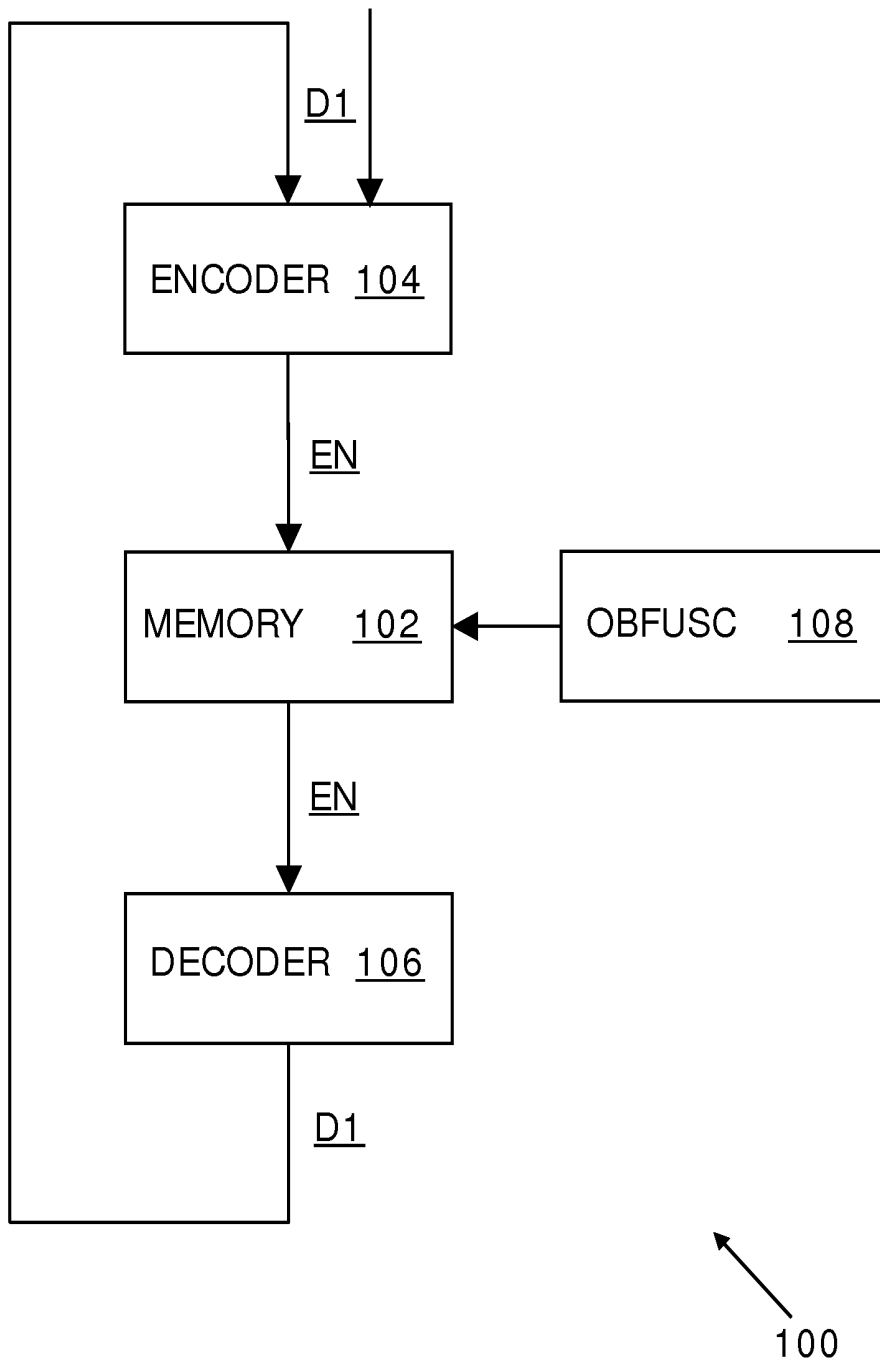 D1
ENCODER 104
EN
MEMORY 102
OBFUSC 108
EN
DECODER 106
D1
100